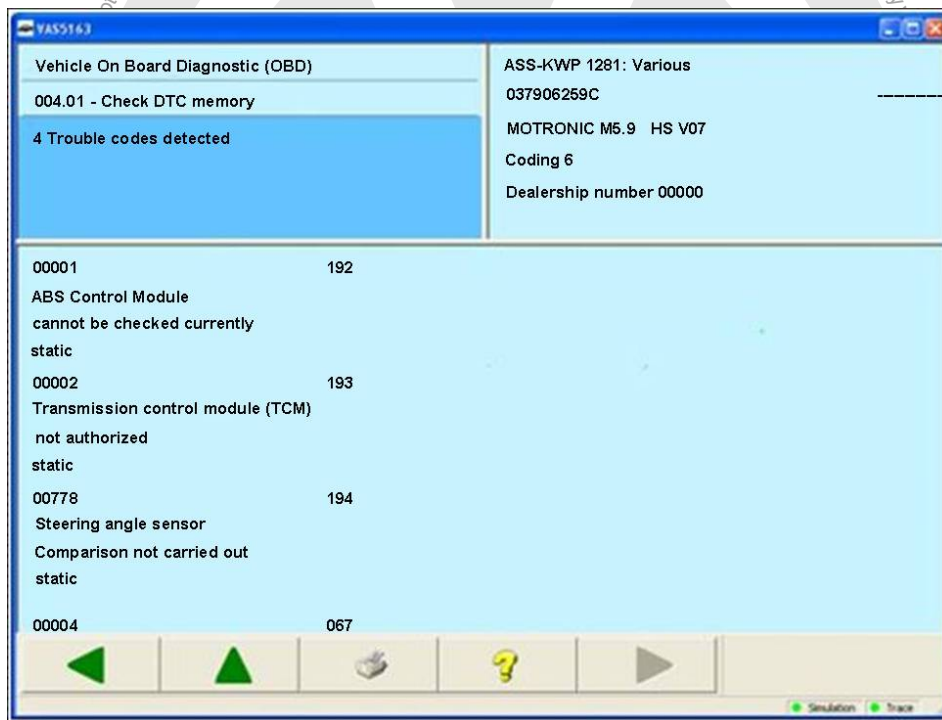 VAS5163
Vehicle On Board Diagnostic (OBD)
004.01 - Check DTC memory
4 Trouble codes detected
ASS-KWP 1281: Various
037906259C --------
MOTRONIC M5.9 HS V07
Coding 6
Dealership number 00000
00001 192
ABS Control Module
cannot be checked currently
static
00002 193
Transmission control module (TCM)
not authorized
static
00778 194
Steering angle sensor
Comparison not carried out
static
00004 067
Simulation Trace